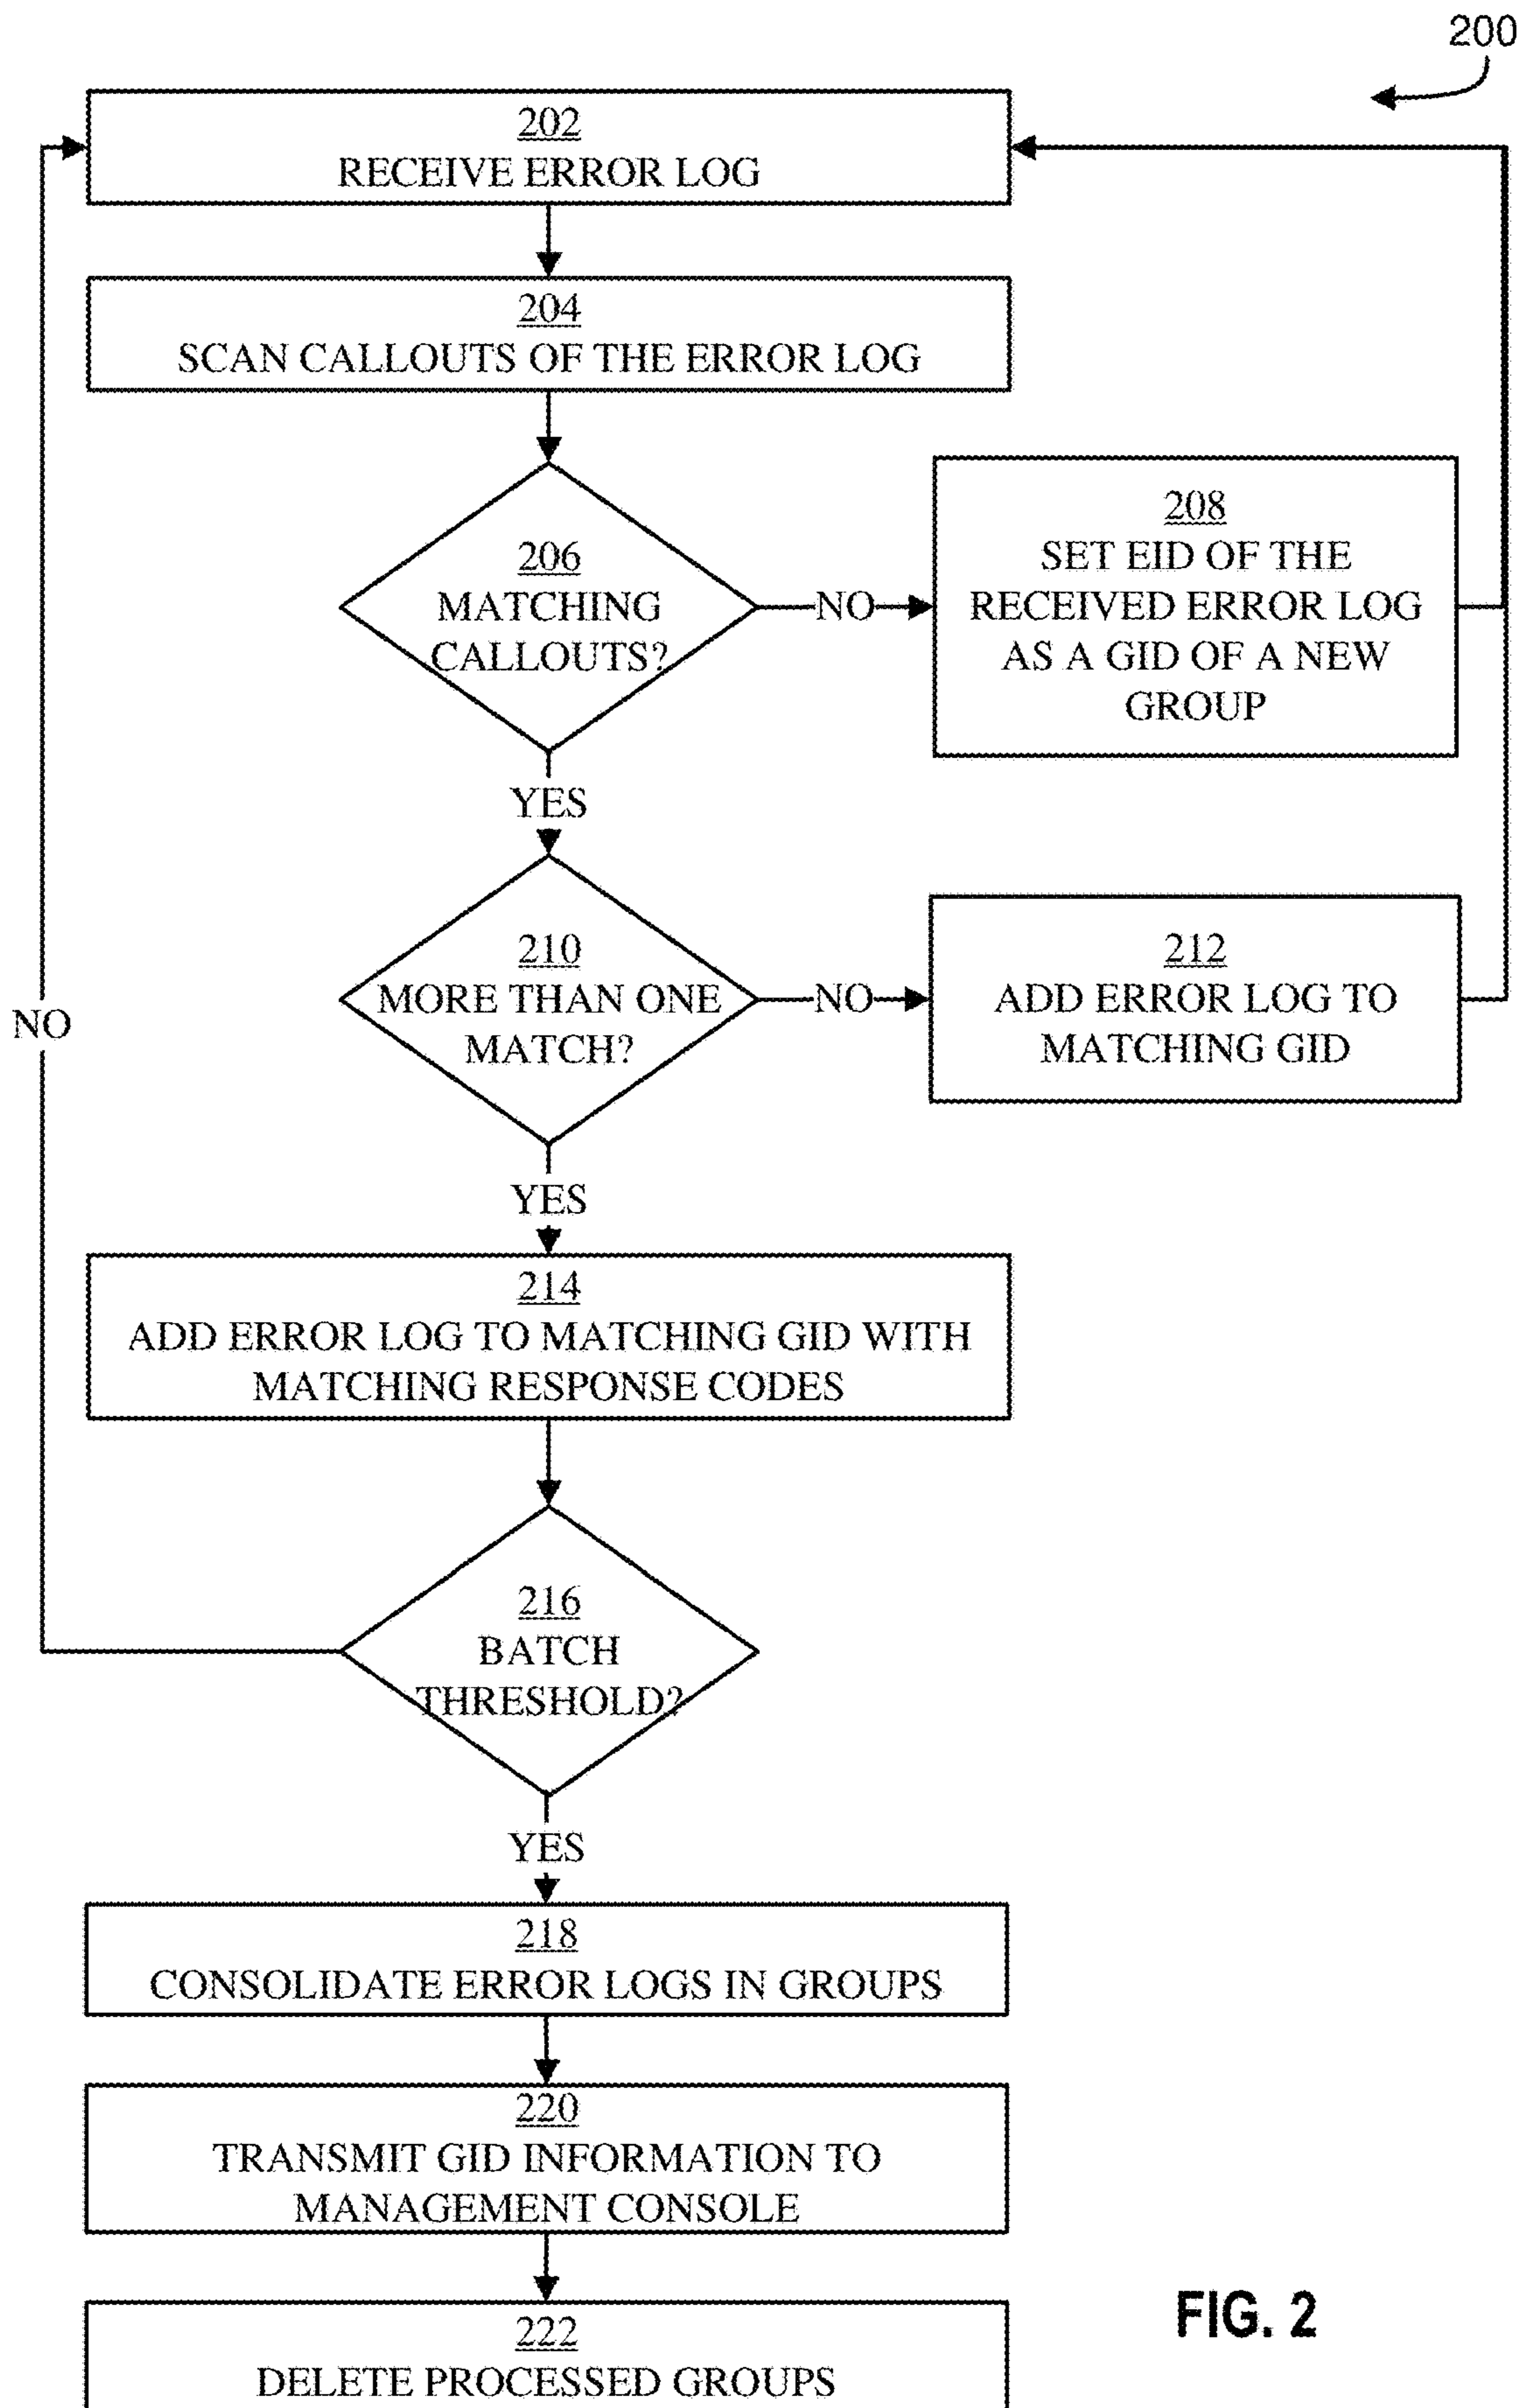 200
202
RECEIVE ERROR LOG
204
SCAN CALLOUTS OF THE ERROR LOG
206
MATCHING
CALLOUTS?
NO
208
SET EID OF THE
RECEIVED ERROR LOG
AS A GID OF A NEW
GROUP
YES
210
MORE THAN ONE
MATCH?
NO
212
ADD ERROR LOG TO
MATCHING GID
NO
YES
214
ADD ERROR LOG TO MATCHING GID WITH
MATCHING RESPONSE CODES
216
BATCH
THRESHOLD?
YES
218
CONSOLIDATE ERROR LOGS IN GROUPS
220
TRANSMIT GID INFORMATION TO
MANAGEMENT CONSOLE
222
DELETE PROCESSED GROUPS
FIG. 2